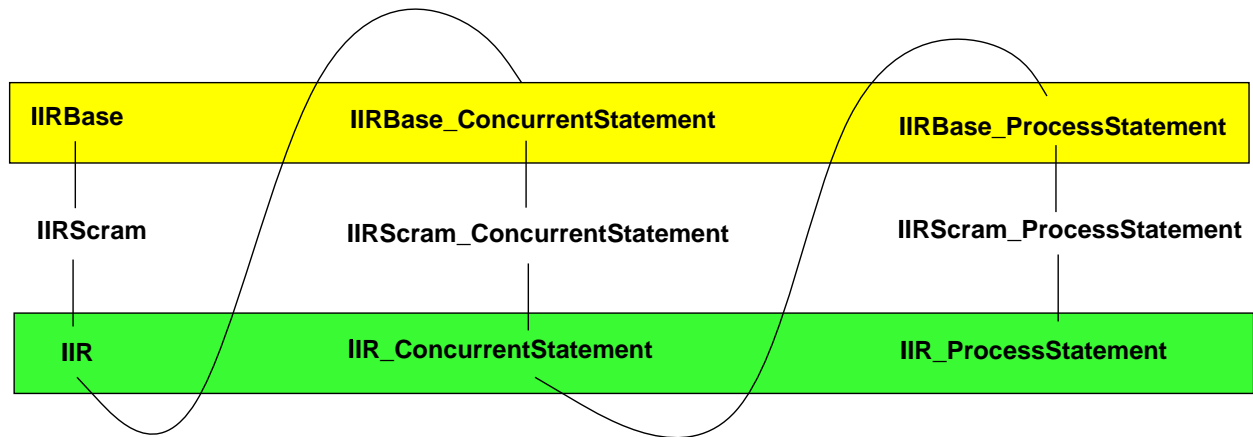 IIRBase
IIRBase_ConcurrentStatement
IIRBase_ProcessStatement
IIRScram
IIRScram_ConcurrentStatement
IIRScram_ProcessStatement
IIR
IIR_ConcurrentStatement
IIR_ProcessStatement